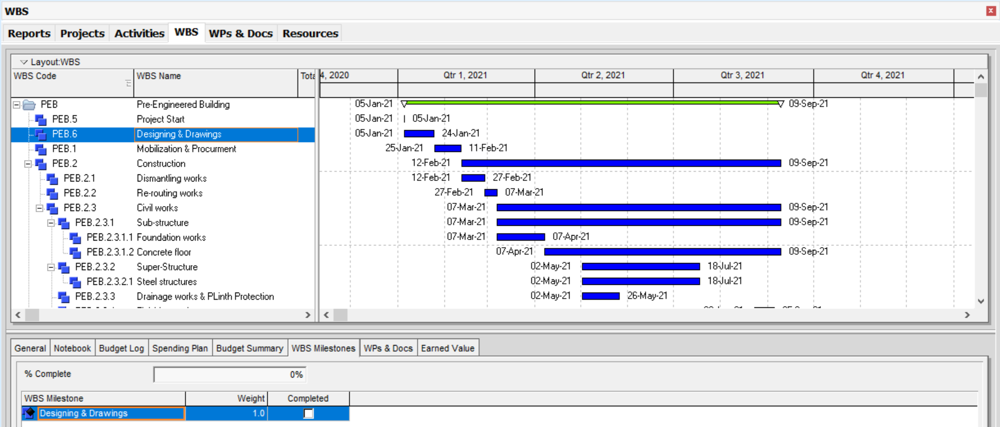 WBS
Reports Projects Activities WBS WPs & Docs Resources
Layout:WBS
WBS Code WBS Name Tota 4, 2020 Qtr 1, 2021 Qtr 2, 2021 Qtr 3, 2021 Qtr 4, 2021
PEB Pre-Engineered Building 05-Jan-21 09-Sep-21
PEB.5 Project Start 05-Jan-21 05-Jan-21
PEB.6 Designing & Drawings 05-Jan-21 24-Jan-21
PEB.1 Mobilization & Procurment 25-Jan-21 11-Feb-21
PEB.2 Construction 12-Feb-21 09-Sep-21
PEB.2.1 Dismantling works 12-Feb-21 27-Feb-21
PEB.2.2 Re-routing works 27-Feb-21 07-Mar-21
PEB.2.3 Civil works 07-Mar-21 09-Sep-21
PEB.2.3.1 Sub-structure 07-Mar-21 09-Sep-21
PEB.2.3.1.1 Foundation works 07-Mar-21 07-Apr-21
PEB.2.3.1.2 Concrete floor 07-Apr-21 09-Sep-21
PEB.2.3.2 Super-Structure 02-May-21 18-Jul-21
PEB.2.3.2.1 Steel structures 02-May-21 18-Jul-21
PEB.2.3.3 Drainage works & PLinth Protection 02-May-21 26-May-21
General Notebook Budget Log Spending Plan Budget Summary WBS Milestones WPs & Docs Earned Value
% Complete 0%
WBS Milestone Weight Completed
Designing & Drawings 1.0